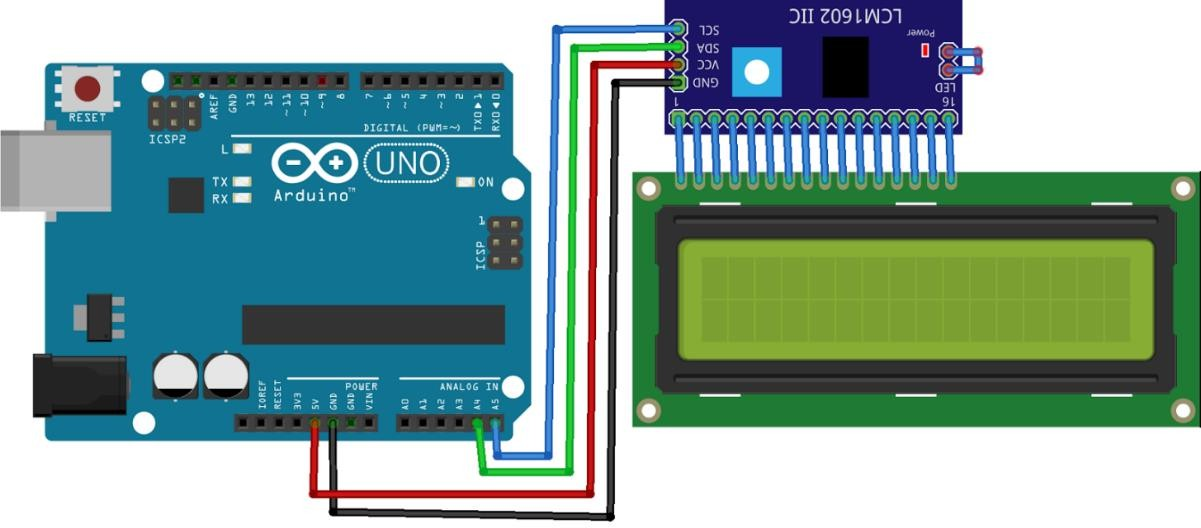 LCM1602 IIC
Power
SCL
SDA
VCC
GND
LED
1
16
RESET
ICSP2
AREF
GND
13
12
~11
~10
~9
8
7
~6
~5
4
~3
2
TXD ▶ 1
RXD ◀ 0
DIGITAL (PWM=~)
L
TX
RX
UNO
Arduino™
ON
1
ICSP
POWER
ANALOG IN
IOREF
RESET
3V3
5V
GND
GND
VIN
A0
A1
A2
A3
A4
A5